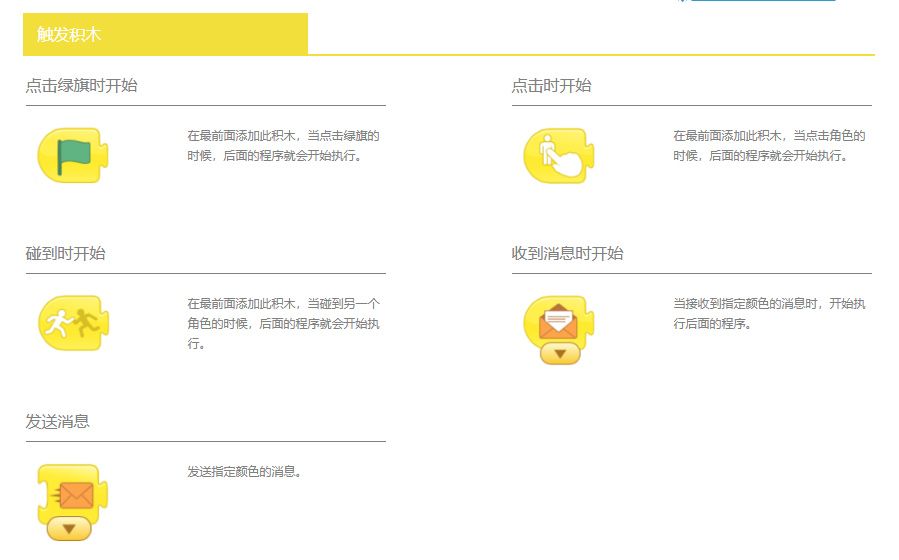 触发积木
点击绿旗时开始
在最前面添加此积木，当点击绿旗的
时候，后面的程序就会开始执行。
点击时开始
在最前面添加此积木，当点击角色的
时候，后面的程序就会开始执行。
碰到时开始
在最前面添加此积木，当碰到另一个
角色的时候，后面的程序就会开始执
行。
收到消息时开始
当接收到指定颜色的消息时，开始执
行后面的程序。
发送消息
发送指定颜色的消息。